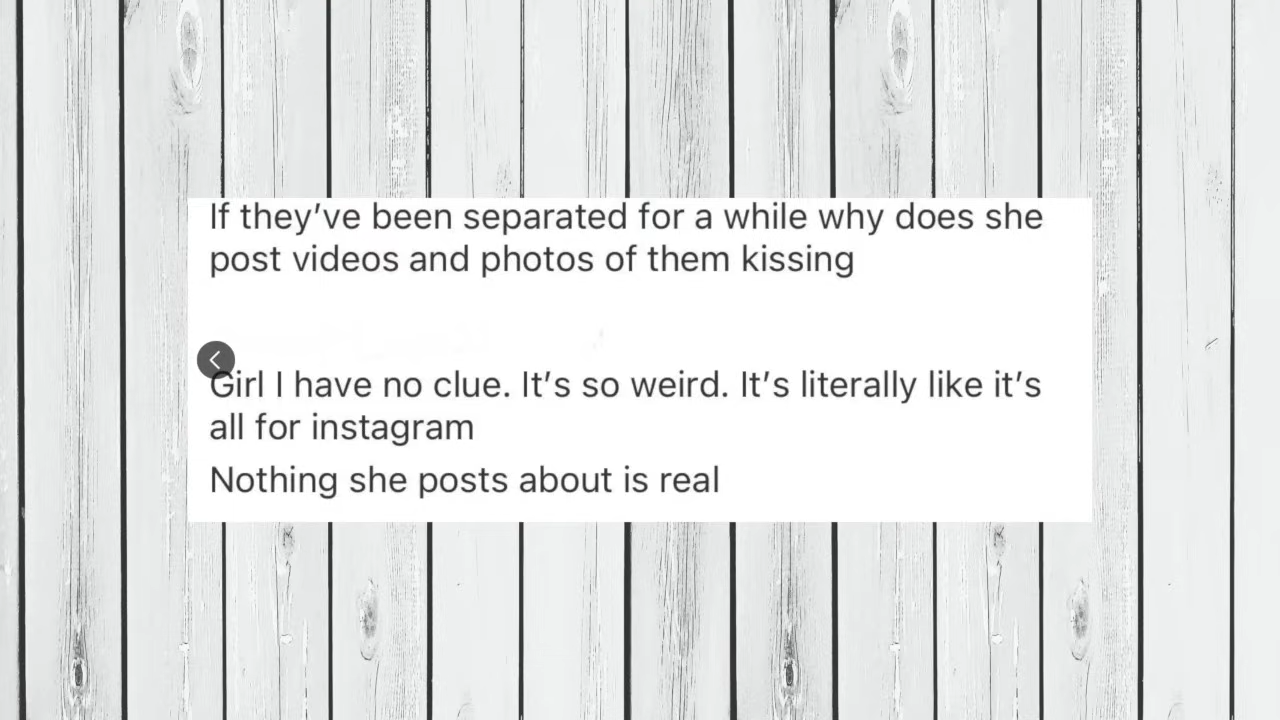 If they’ve been separated for a while why does she
post videos and photos of them kissing
Girl I have no clue. It’s so weird. It’s literally like it’s
all for instagram
Nothing she posts about is real